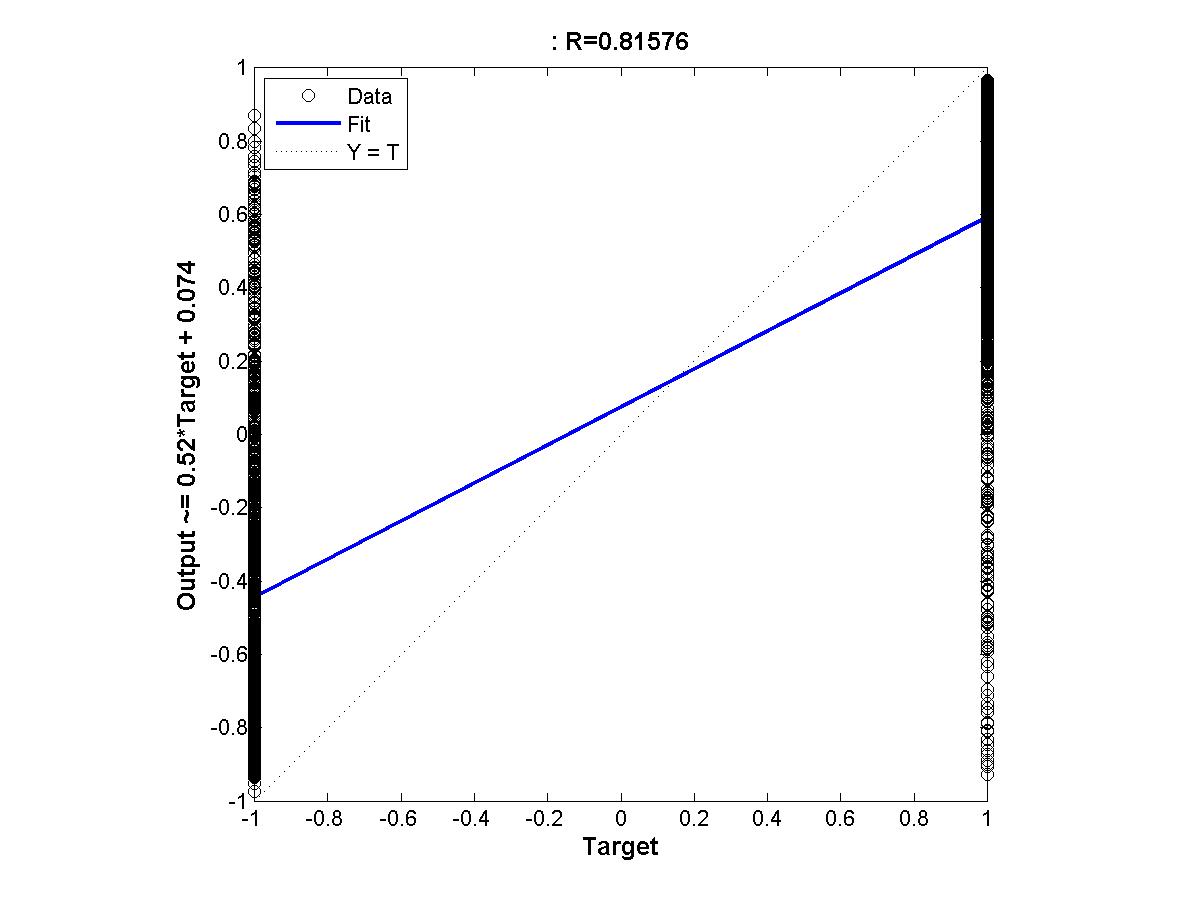 : R=0.81576
Data
Fit
Y = T
Output ~= 0.52*Target + 0.074
1
0.8
0.6
0.4
0.2
0
-0.2
-0.4
-0.6
-0.8
-1
-1 -0.8 -0.6 -0.4 -0.2 0 0.2 0.4 0.6 0.8 1
Target